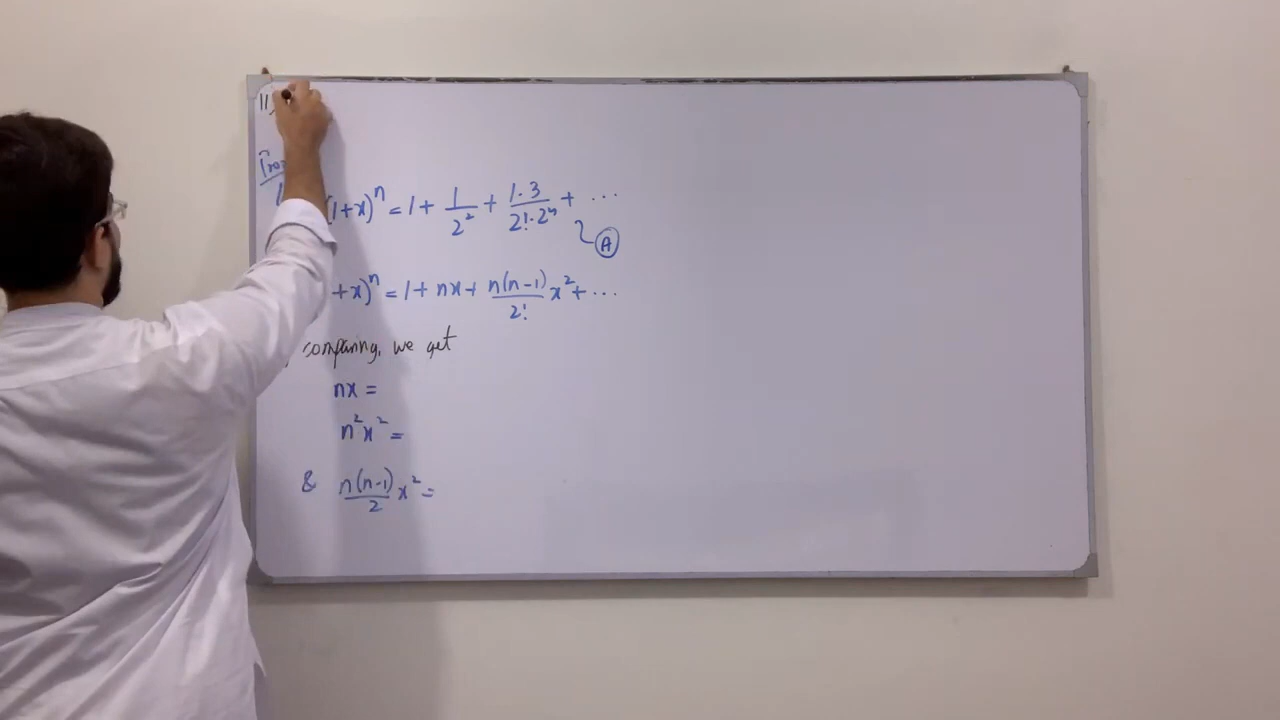 11
(1+x)^n = 1 + 1/2² + 1·3/2!·2⁴ + ...
A
+x)^n = 1 + nx + n(n-1)/2! x² + ...
comparing, we get
nx =
n²x² =
& n(n-1)/2 x² =